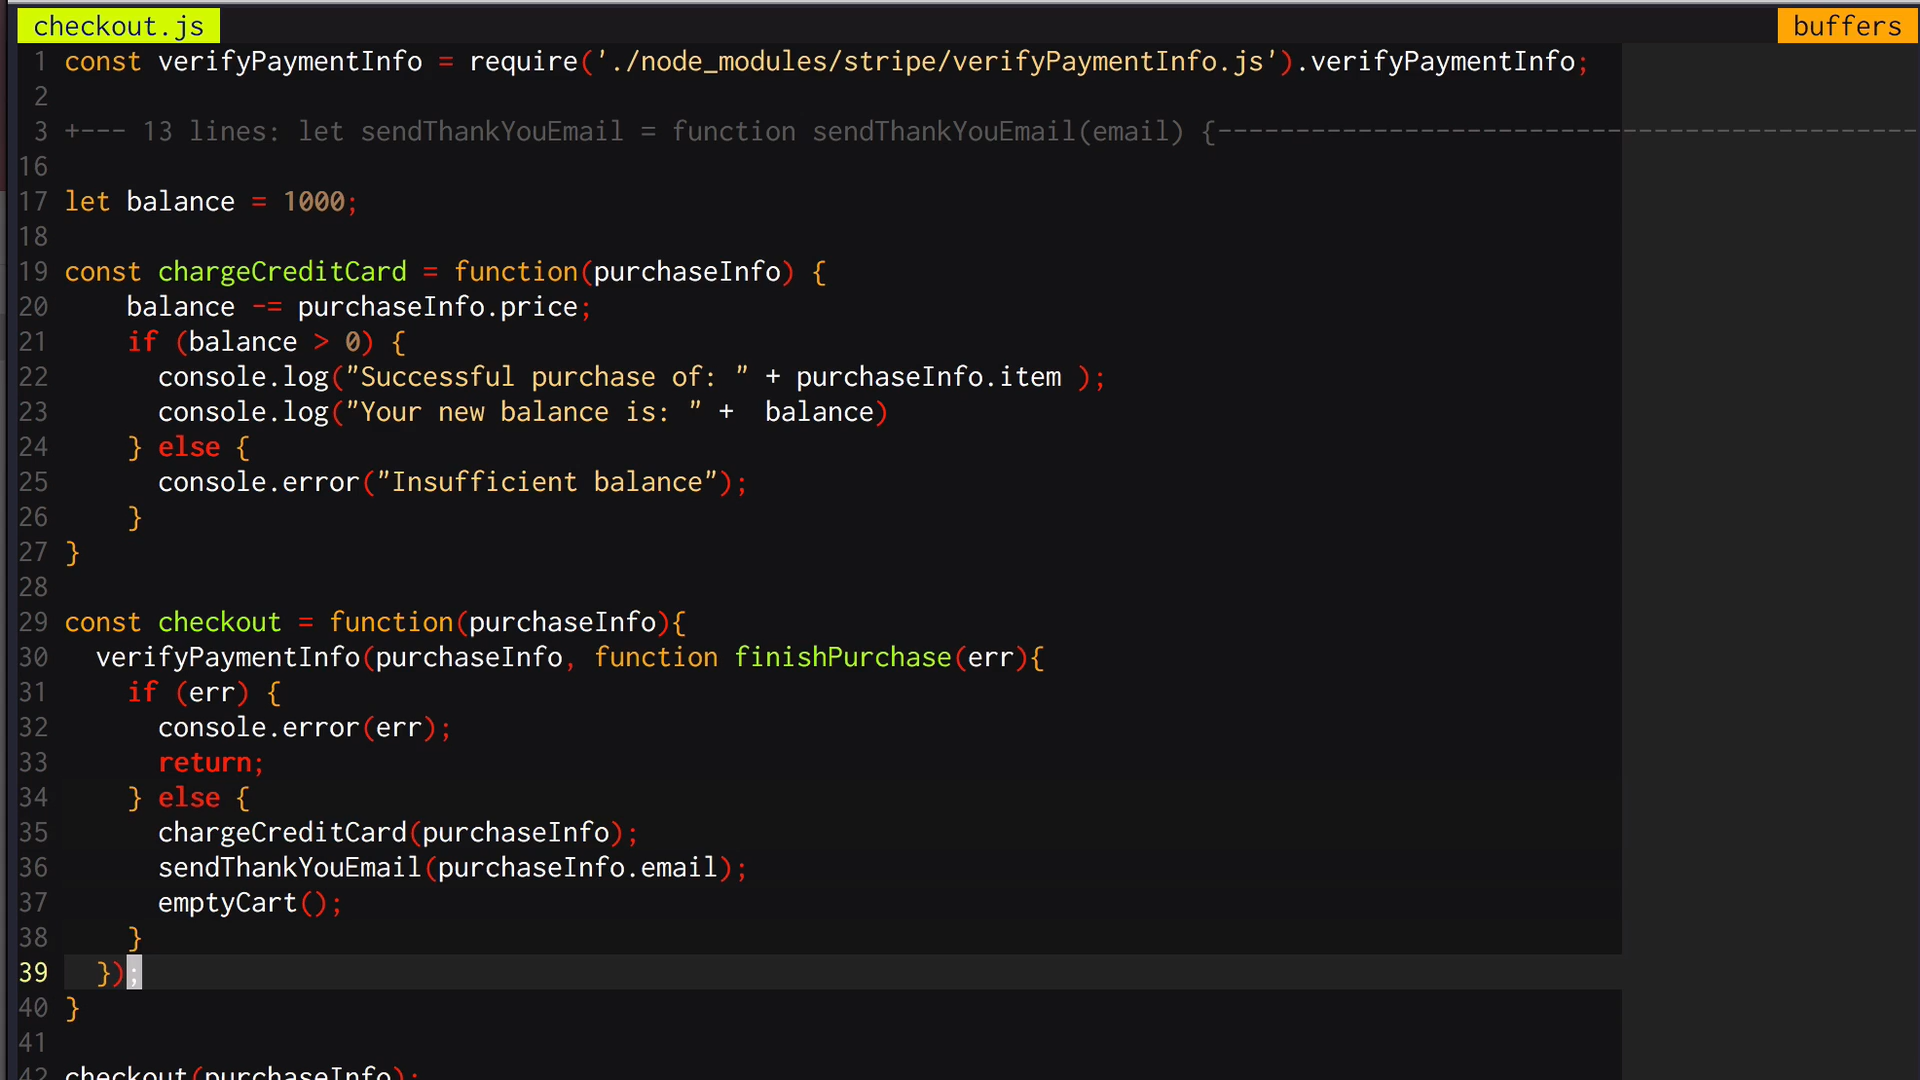 checkout.js buffers
1 const verifyPaymentInfo = require('./node_modules/stripe/verifyPaymentInfo.js').verifyPaymentInfo;
2
3 +--- 13 lines: let sendThankYouEmail = function sendThankYouEmail(email) {---------------------------------------------
16
17 let balance = 1000;
18
19 const chargeCreditCard = function(purchaseInfo) {
20     balance -= purchaseInfo.price;
21     if (balance > 0) {
22       console.log("Successful purchase of: " + purchaseInfo.item );
23       console.log("Your new balance is: " +  balance)
24     } else {
25       console.error("Insufficient balance");
26     }
27 }
28
29 const checkout = function(purchaseInfo){
30   verifyPaymentInfo(purchaseInfo, function finishPurchase(err){
31     if (err) {
32       console.error(err);
33       return;
34     } else {
35       chargeCreditCard(purchaseInfo);
36       sendThankYouEmail(purchaseInfo.email);
37       emptyCart();
38     }
39   });
40 }
41
42 checkout(purchaseInfo);